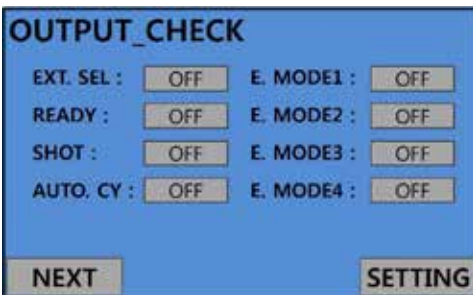 OUTPUT_CHECK
EXT. SEL : OFF E. MODE1 : OFF
READY : OFF E. MODE2 : OFF
SHOT : OFF E. MODE3 : OFF
AUTO. CY : OFF E. MODE4 : OFF
NEXT SETTING